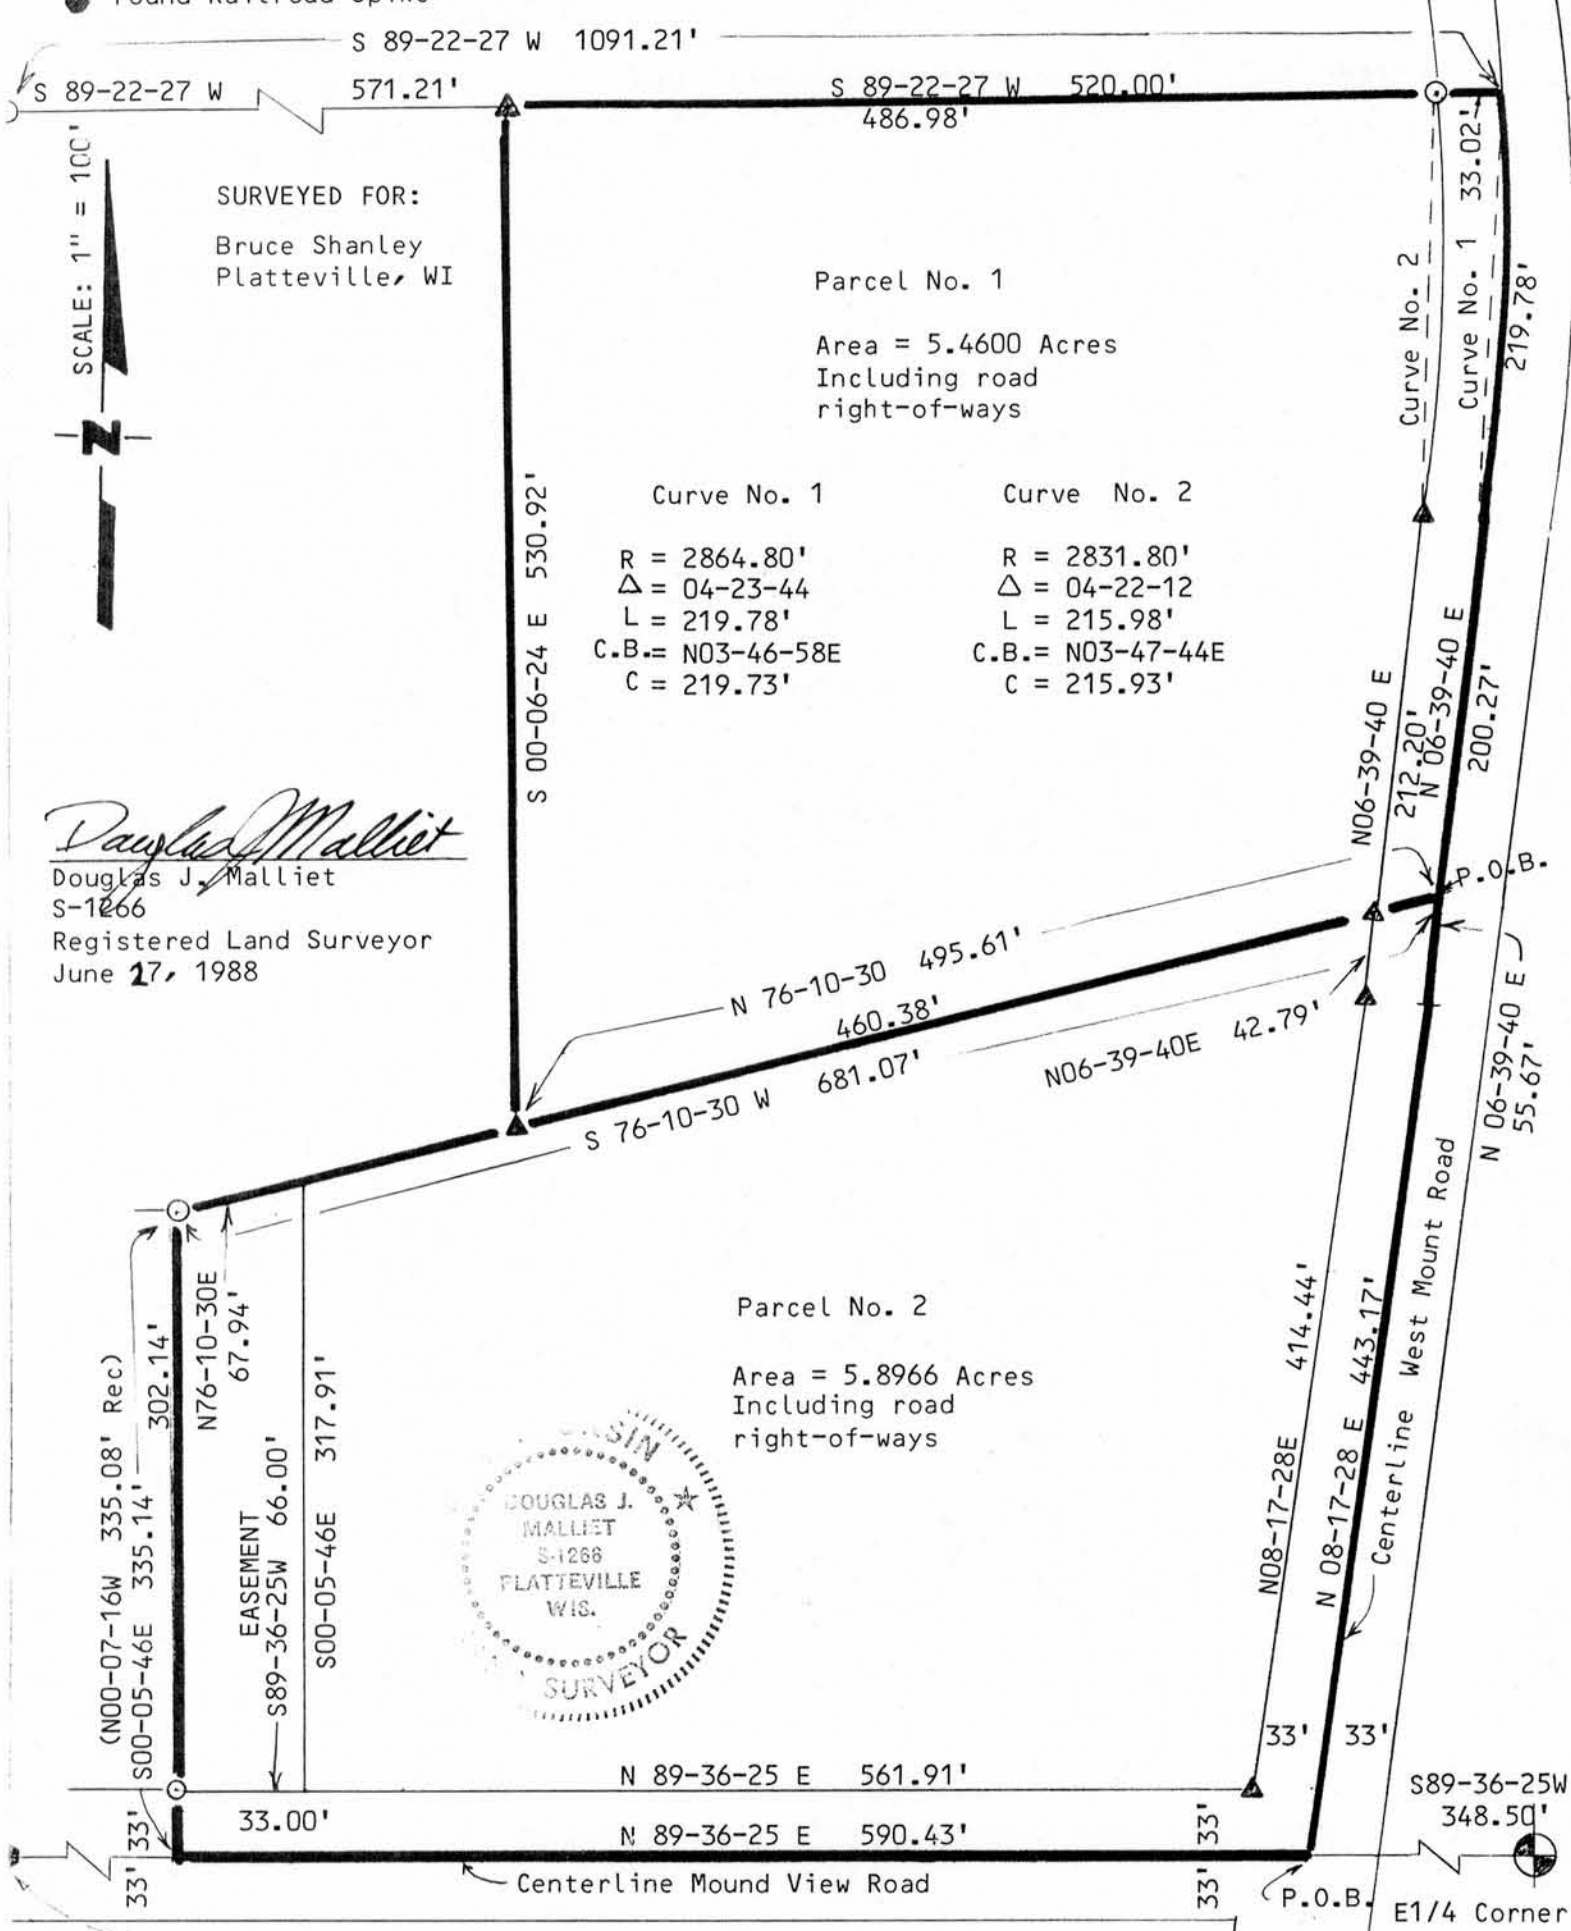 Found Railroad Spike
S 89-22-27 W 1091.21'
S 89-22-27 W 571.21'
S 89-22-27 W 520.00'
486.98'
33.02'
SCALE: 1" = 100'
N
SURVEYED FOR:
Bruce Shanley
Platteville, WI
Parcel No. 1
Area = 5.4600 Acres
Including road
right-of-ways
Curve No. 2
Curve No. 1
219.78'
S 00-06-24 E 530.92'
Curve No. 1
R = 2864.80'
△ = 04-23-44
L = 219.78'
C.B.= N03-46-58E
C = 219.73'
Curve No. 2
R = 2831.80'
△ = 04-22-12
L = 215.98'
C.B.= N03-47-44E
C = 215.93'
N06-39-40 E
212.20'
N 06-39-40 E
200.27'
Douglas J Malliet
Douglas J. Malliet
S-1266
Registered Land Surveyor
June 27, 1988
P.O.B.
N 76-10-30 495.61'
460.38'
S 76-10-30 W 681.07'
N06-39-40E 42.79'
N 06-39-40 E
55.67'
(N00-07-16W 335.08' Rec)
S00-05-46E 335.14'
302.14'
N76-10-30E
67.94'
EASEMENT
S89-36-25W 66.00'
S00-05-46E 317.91'
Parcel No. 2
Area = 5.8966 Acres
Including road
right-of-ways
DOUGLAS J.
MALLIET
S-1266
PLATTEVILLE
WIS.
SURVEYOR
N08-17-28E 414.44'
N 08-17-28 E 443.17'
Centerline West Mount Road
33' 33'
N 89-36-25 E 561.91'
S89-36-25W
348.50'
33.00'
33'
33'
N 89-36-25 E 590.43'
33'
33'
Centerline Mound View Road
P.O.B.
E1/4 Corner